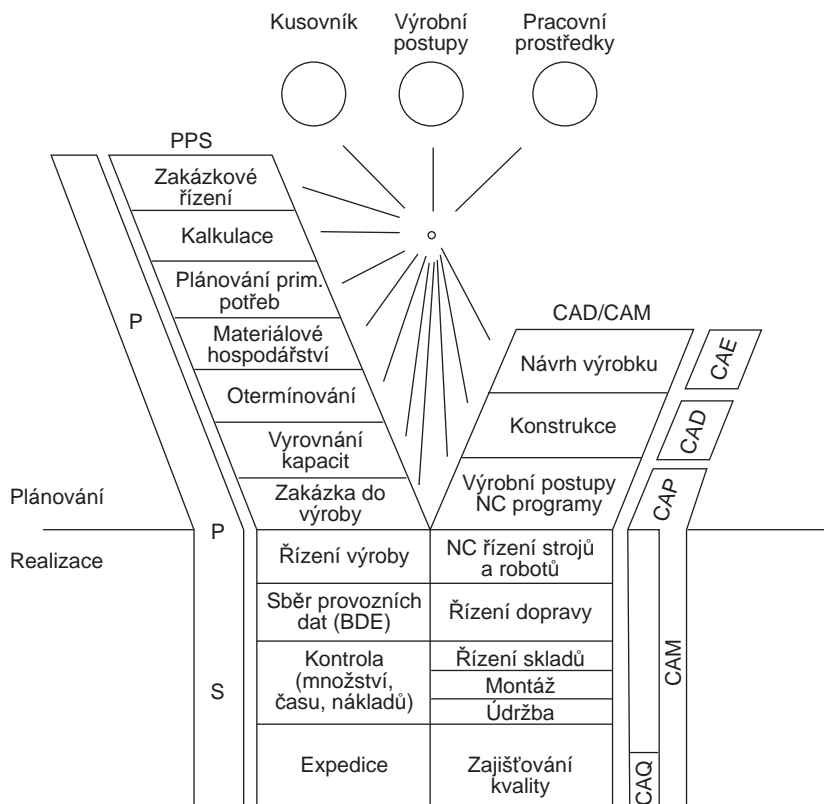 Kusovník
Výrobní
postupy
Pracovní
prostředky
PPS
Zakázkové
řízení
Kalkulace
Plánování prim.
potřeb
Materiálové
hospodářství
Otermínování
Vyrovnání
kapacit
Zakázka do
výroby
P
P
S
CAD/CAM
Návrh výrobku
Konstrukce
Výrobní postupy
NC programy
CAE
CAD
CAP
Plánování
Realizace
Řízení výroby
NC řízení strojů
a robotů
Sběr provozních
dat (BDE)
Řízení dopravy
Kontrola
(množství,
času, nákladů)
Řízení skladů
Montáž
Údržba
Expedice
Zajišťování
kvality
CAM
CAQ